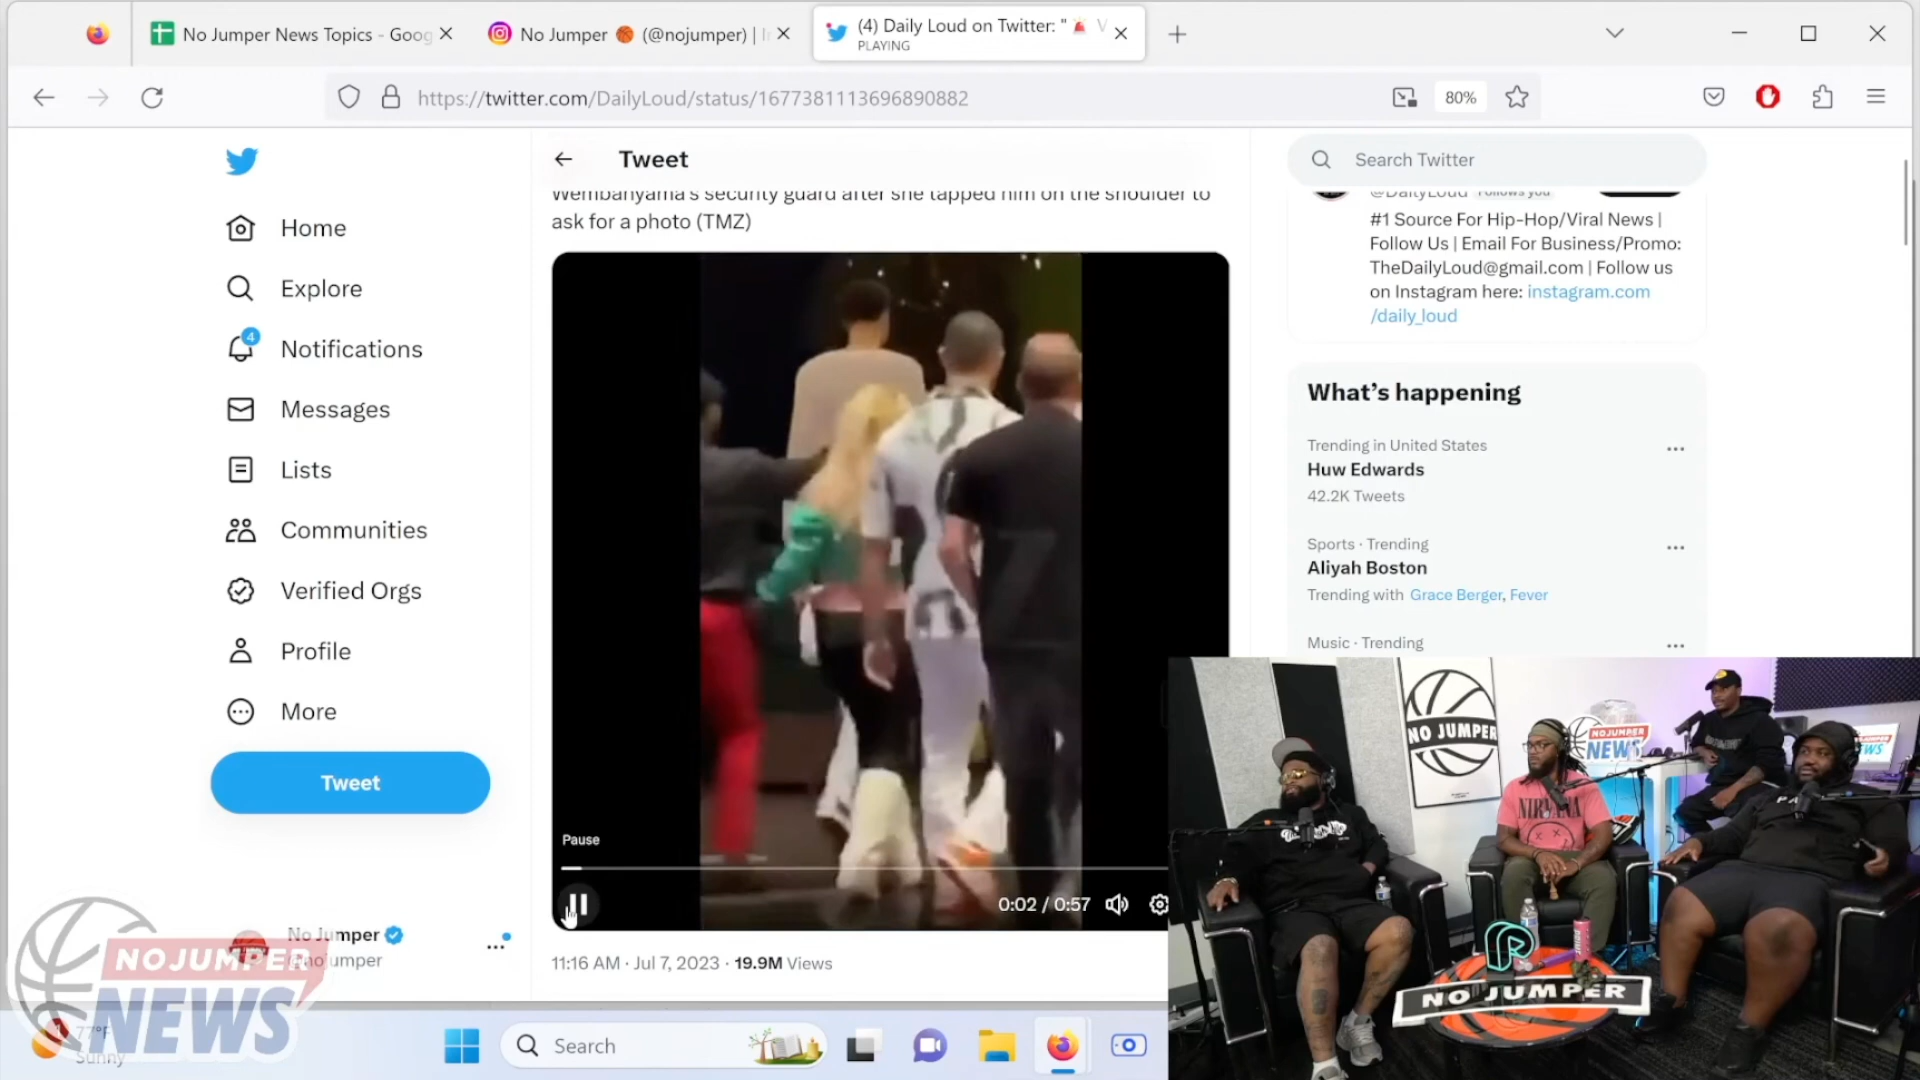 No Jumper News Topics - Goog
No Jumper 🏀 (@nojumper) | I
(4) Daily Loud on Twitter: " 🚨 V
PLAYING
https://twitter.com/DailyLoud/status/1677381113696890882
80%
Home
Explore
4
Notifications
Messages
Lists
Communities
Verified Orgs
Profile
More
Tweet
No Jumper
@nojumper
Tweet
Wembanyama's security guard after she tapped him on the shoulder to
ask for a photo (TMZ)
Pause
0:02 / 0:57
11:16 AM · Jul 7, 2023 · 19.9M Views
Search Twitter
@DailyLoud Follows you
#1 Source For Hip-Hop/Viral News |
Follow Us | Email For Business/Promo:
TheDailyLoud@gmail.com | Follow us
on Instagram here: instagram.com
/daily_loud
What's happening
Trending in United States
Huw Edwards
42.2K Tweets
Sports · Trending
Aliyah Boston
Trending with Grace Berger, Fever
Music · Trending
NO JUMPER
NOJUMPER
NEWS
NIRVANA
NO JUMPER
NOJUMPER
NEWS
77°F
Sunny
Search